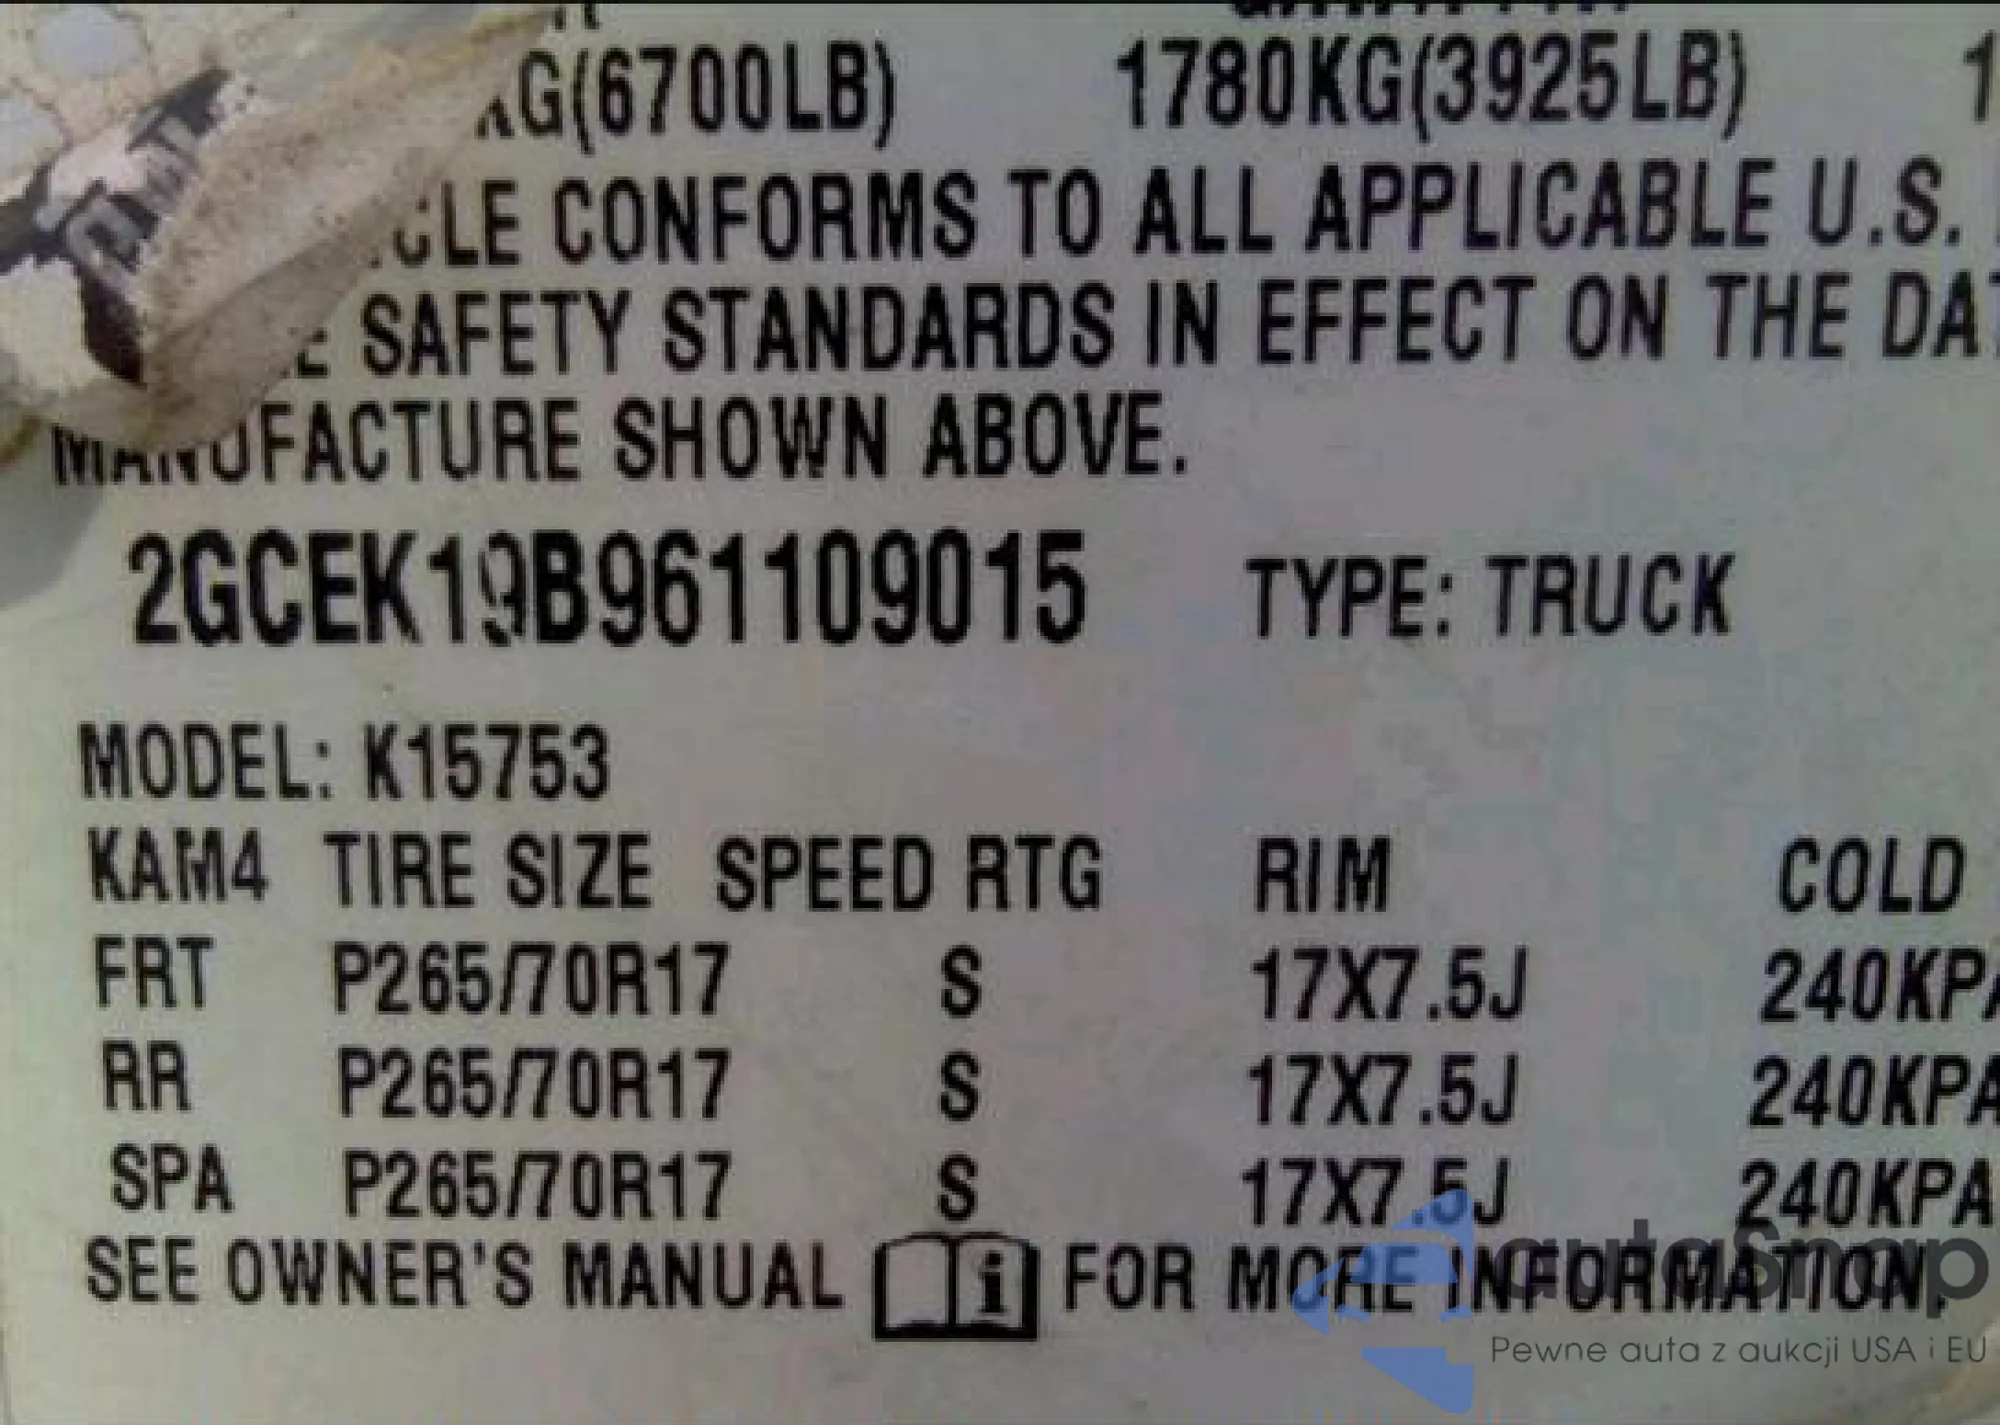 KG(6700LB) 1780KG(3925LB) 1
CLE CONFORMS TO ALL APPLICABLE U.S.
E SAFETY STANDARDS IN EFFECT ON THE DAT
MANUFACTURE SHOWN ABOVE.
2GCEK19B961109015 TYPE: TRUCK
MODEL: K15753
KAM4 TIRE SIZE SPEED RTG RIM COLD
FRT P265/70R17 S 17X7.5J 240KPA
RR P265/70R17 S 17X7.5J 240KPA
SPA P265/70R17 S 17X7.5J 240KPA
SEE OWNER'S MANUAL i FOR MORE INFORMATION.
autoSnap
Pewne auta z aukcji USA i EU